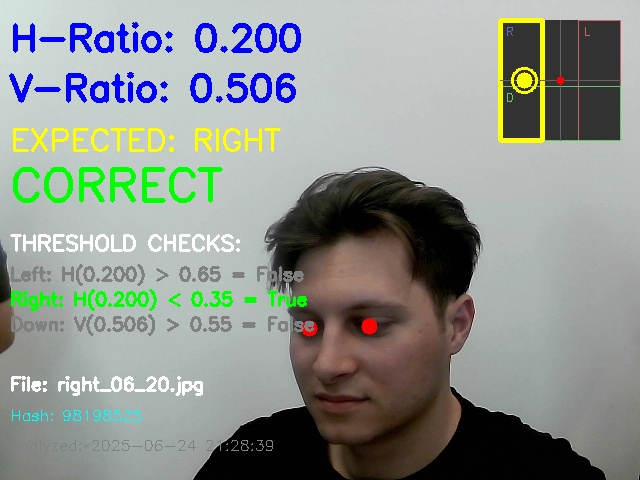 H-Ratio: 0.200
V-Ratio: 0.506
EXPECTED: RIGHT
CORRECT
THRESHOLD CHECKS:
Left: H(0.200) > 0.65 = False
Right: H(0.200) < 0.35 = True
Down: V(0.506) > 0.55 = False
File: right_06_20.jpg
Hash:
2025-06-24 21:28:39
R
L
D